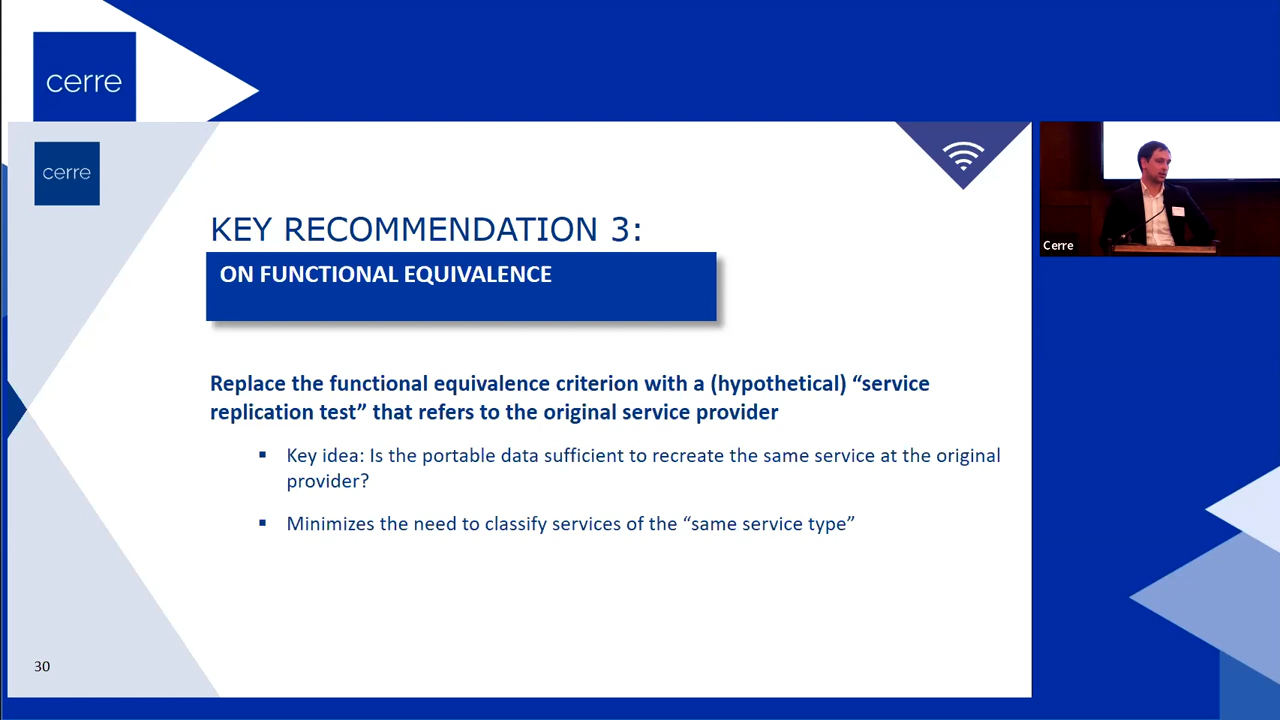 cerre
cerre
KEY RECOMMENDATION 3:
ON FUNCTIONAL EQUIVALENCE
Replace the functional equivalence criterion with a (hypothetical) “service
replication test” that refers to the original service provider
▪ Key idea: Is the portable data sufficient to recreate the same service at the original
provider?
▪ Minimizes the need to classify services of the “same service type”
30
Cerre